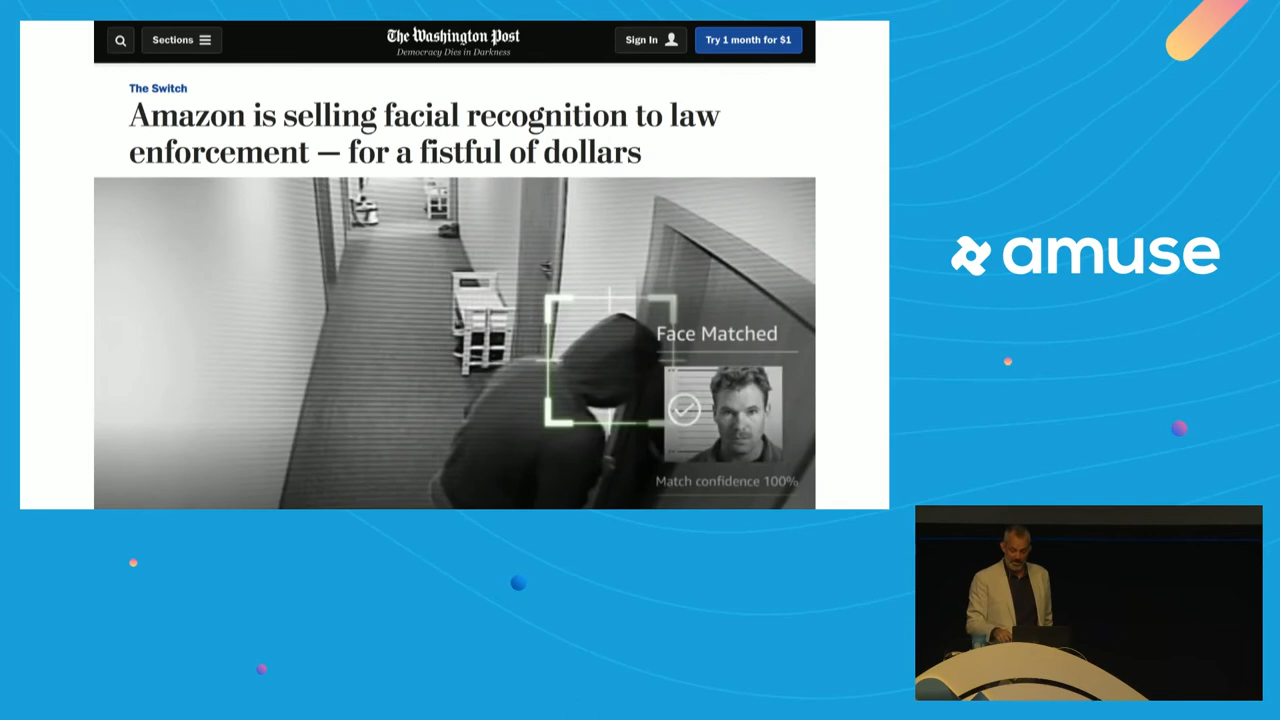 Sections
The Washington Post
Democracy Dies in Darkness
Sign In
Try 1 month for $1
The Switch
Amazon is selling facial recognition to law
enforcement — for a fistful of dollars
Face Matched
Match confidence 100%
amuse